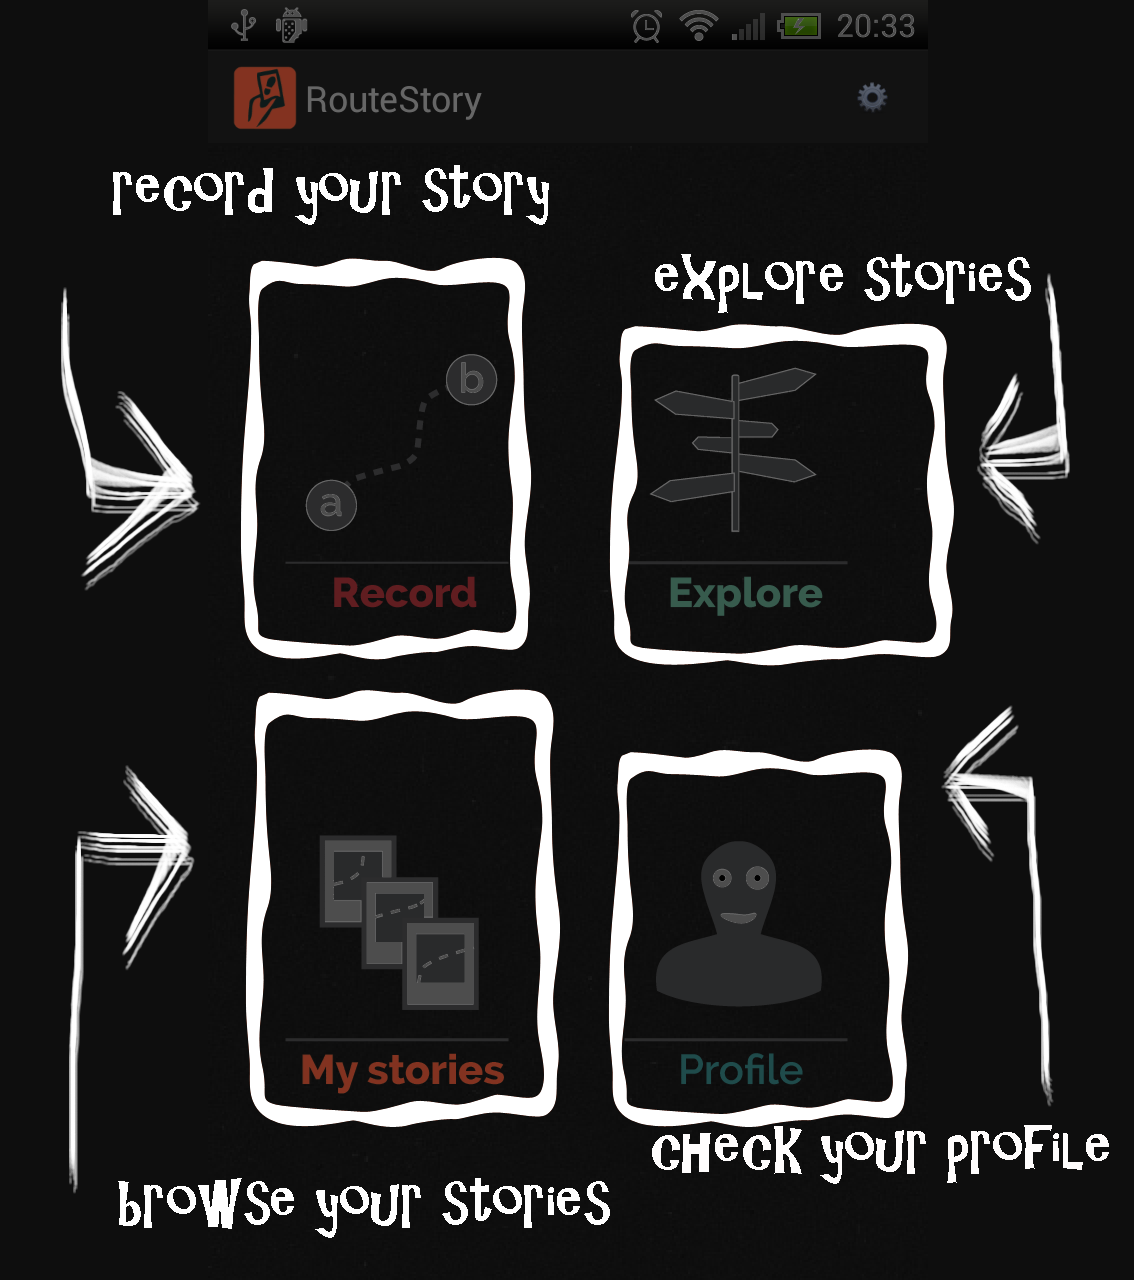 20:33
RouteStory
record your story
explore stories
b
a
Record
Explore
My stories
Profile
check your profile
browse your stories